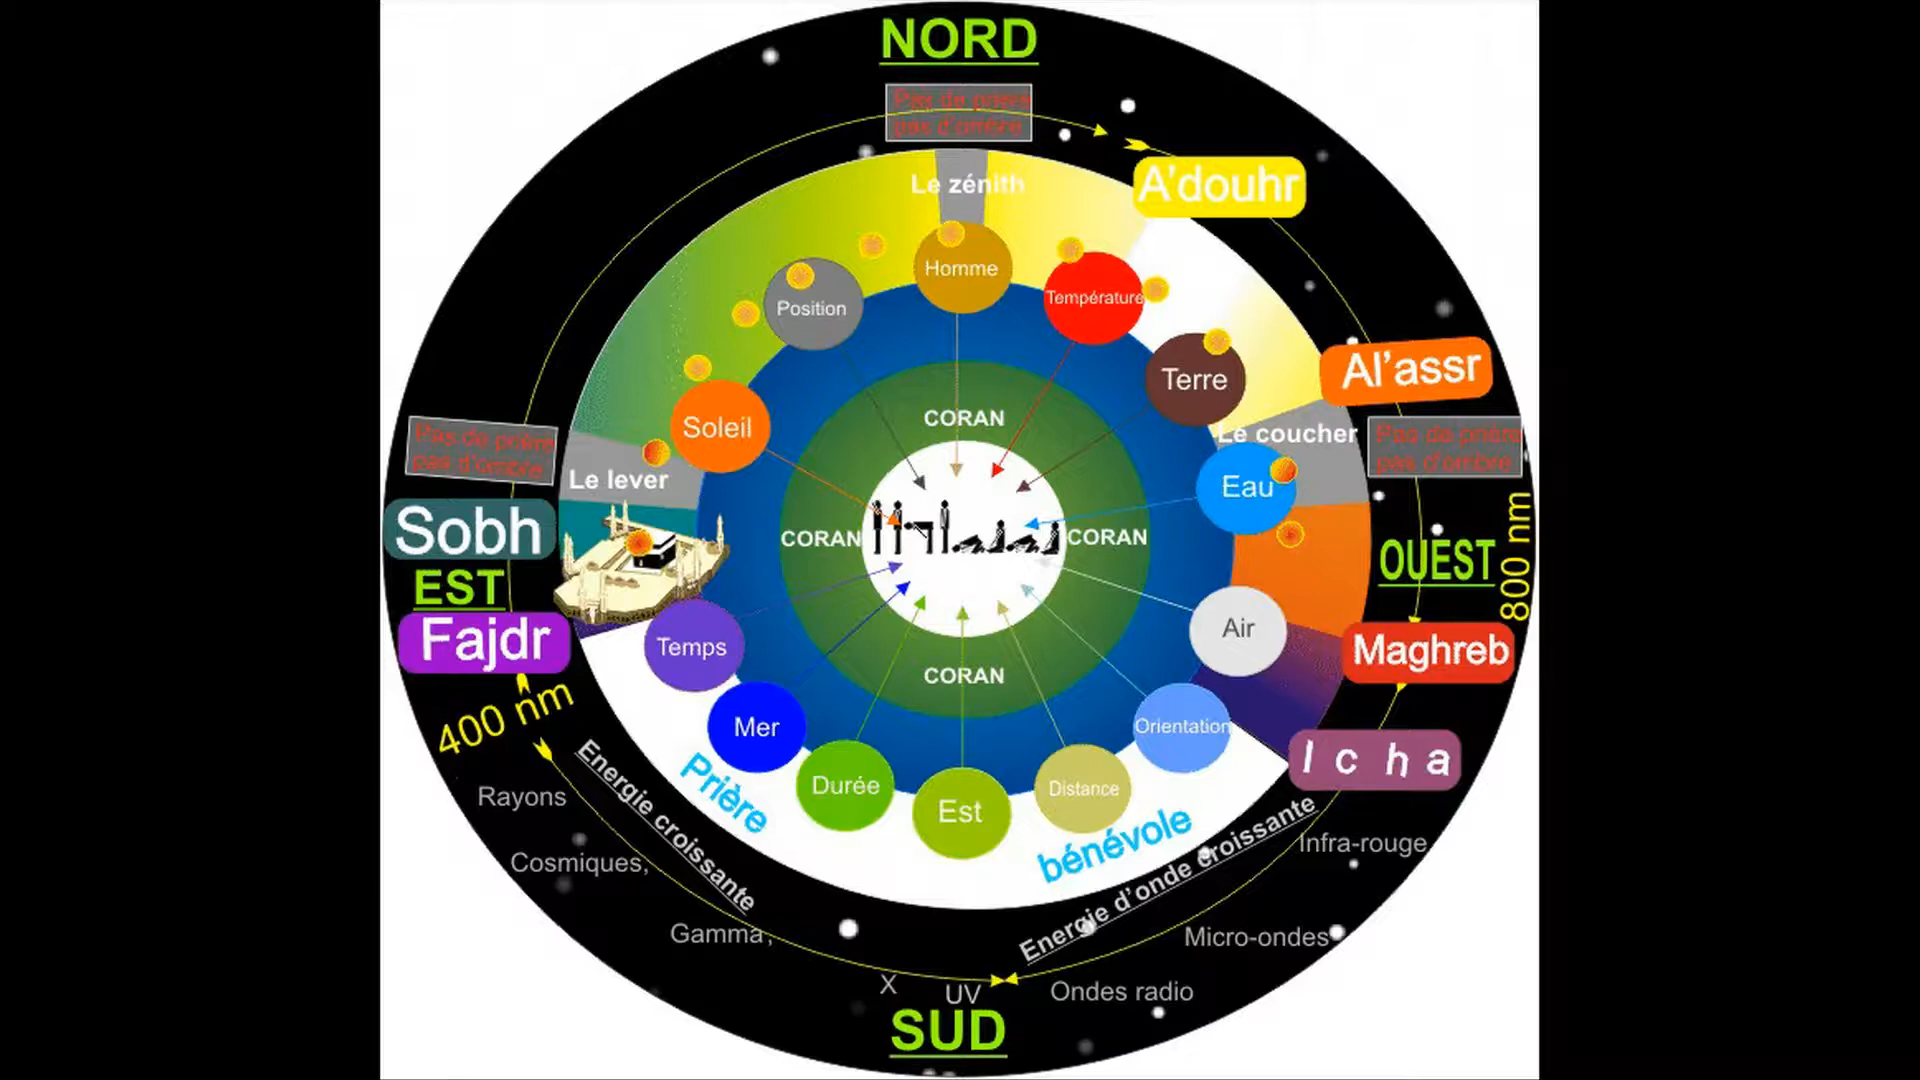 NORD
Pas de prière
pas d'ombre
A'douhr
Le zénith
Homme
Température
Position
Terre
Al'assr
Soleil
CORAN
Le coucher
Pas de prière
pas d'ombre
Pas de prière
pas d'ombre
Le lever
Eau
Sobh
CORAN
CORAN
OUEST
800 nm
EST
Fajdr
Temps
Air
Maghreb
CORAN
400 nm
Mer
Orientation
Icha
Prière
Durée
Est
Distance
bénévole
Energie croissante
Energie d'onde croissante
Rayons
Cosmiques,
Gamma,
X
UV
Ondes radio
Micro-ondes
Infra-rouge
SUD